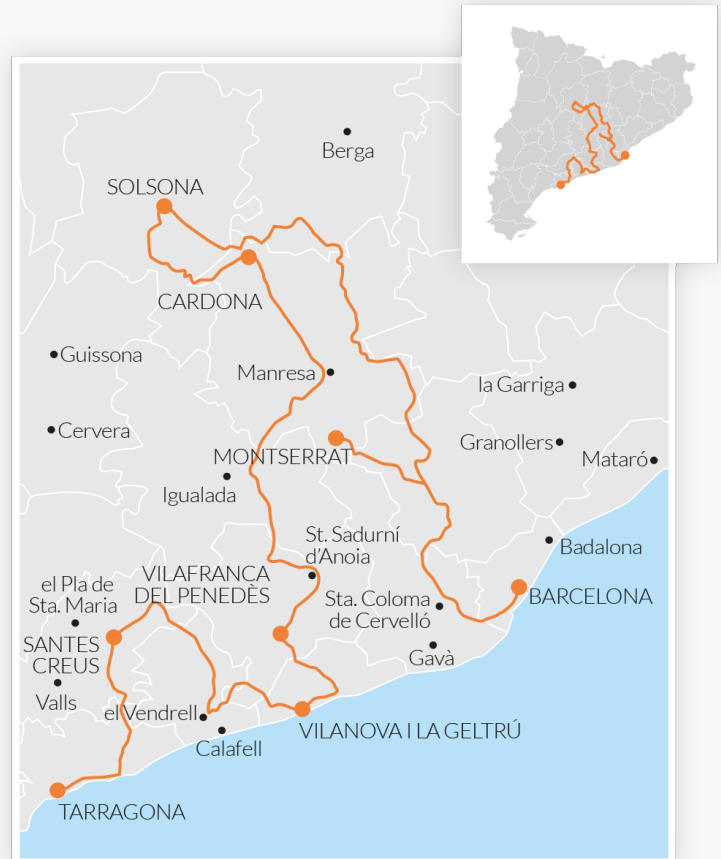 Berga
SOLSONA
CARDONA
Guissona
Manresa
la Garriga
Cervera
Granollers
MONTSERRAT
Mataró
Igualada
St. Sadurní
d'Anoia
Badalona
VILAFRANCA
DEL PENEDÈS
el Pla de
Sta. Maria
Sta. Coloma
de Cervelló
BARCELONA
SANTES
CREUS
Gavà
Valls
el Vendrell
VILANOVA I LA GELTRÚ
Calafell
TARRAGONA